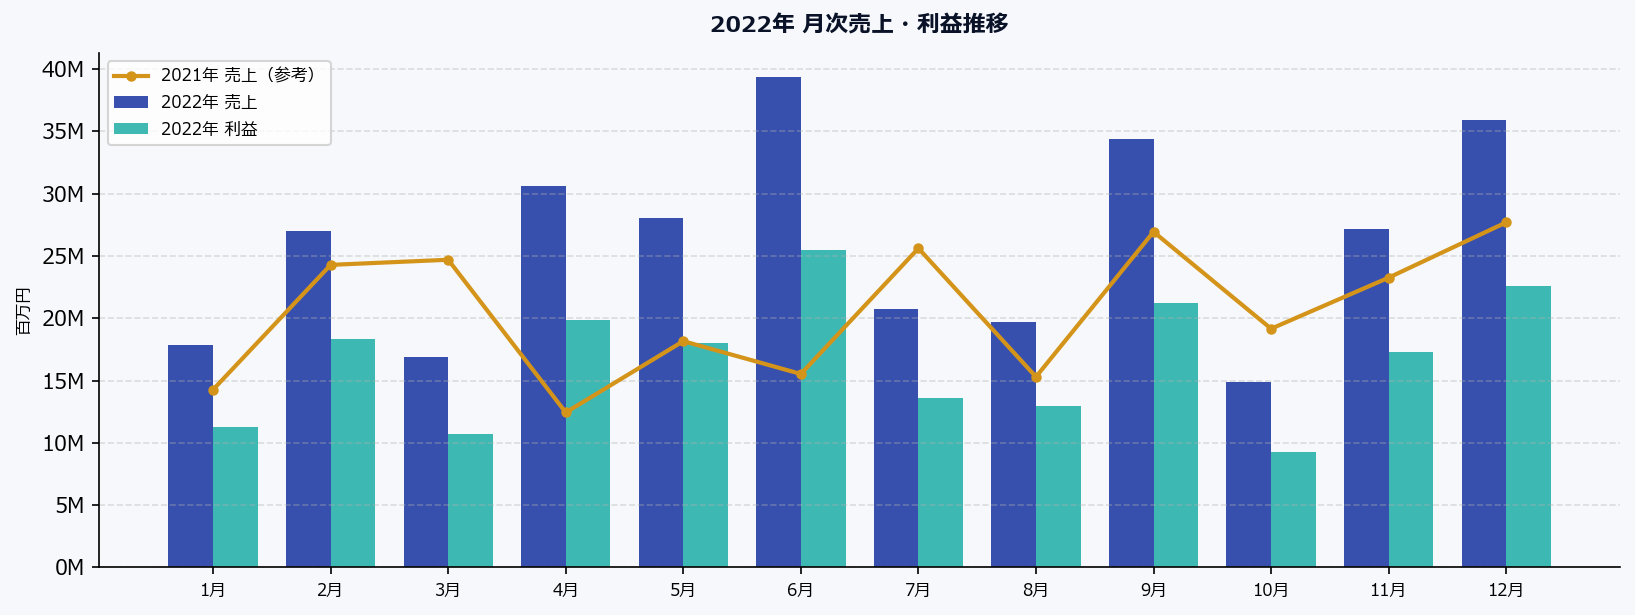 2022年 月次売上・利益推移
2021年 売上（参考）
2022年 売上
2022年 利益
百万円
40M
35M
30M
25M
20M
15M
10M
5M
0M
1月 2月 3月 4月 5月 6月 7月 8月 9月 10月 11月 12月